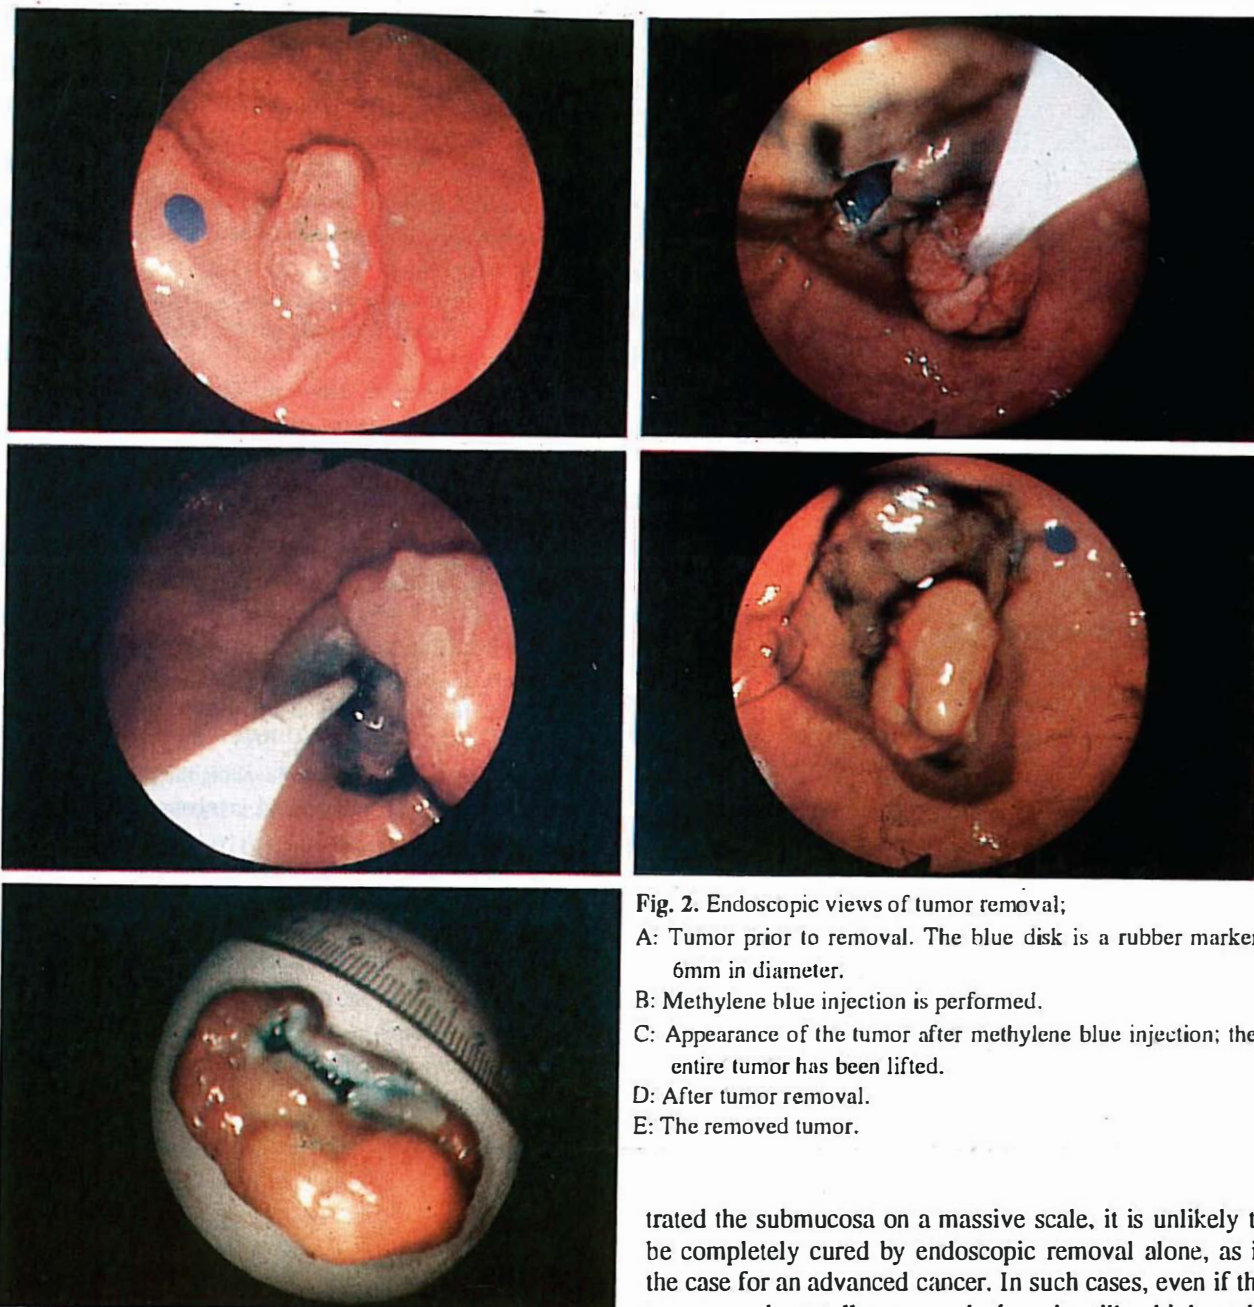 Fig. 2. Endoscopic views of tumor removal;
A: Tumor prior to removal. The blue disk is a rubber marker
6mm in diameter.
B: Methylene blue injection is performed.
C: Appearance of the tumor after methylene blue injection; the
entire tumor has been lifted.
D: After tumor removal.
E: The removed tumor.
trated the submucosa on a massive scale, it is unlikely t
be completely cured by endoscopic removal alone, as i
the case for an advanced cancer. In such cases, even if th